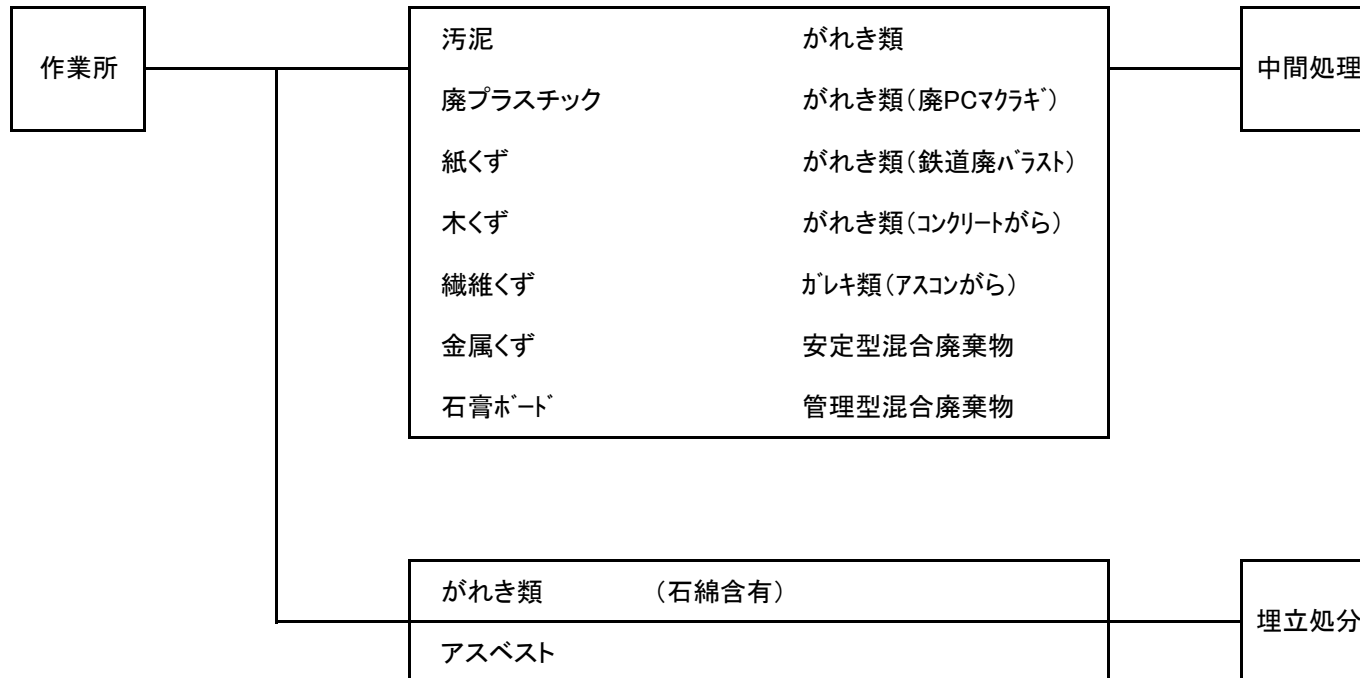 作業所
汚泥 がれき類
廃プラスチック がれき類（廃PCﾏｸﾗｷﾞ）
紙くず がれき類（鉄道廃ﾊﾞﾗｽﾄ）
木くず がれき類（ｺﾝｸﾘｰﾄがら）
繊維くず ｶﾞﾚｷ類（ｱｽｺﾝがら）
金属くず 安定型混合廃棄物
石膏ﾎﾞｰﾄﾞ 管理型混合廃棄物
中間処理
がれき類 （石綿含有）
アスベスト
埋立処分